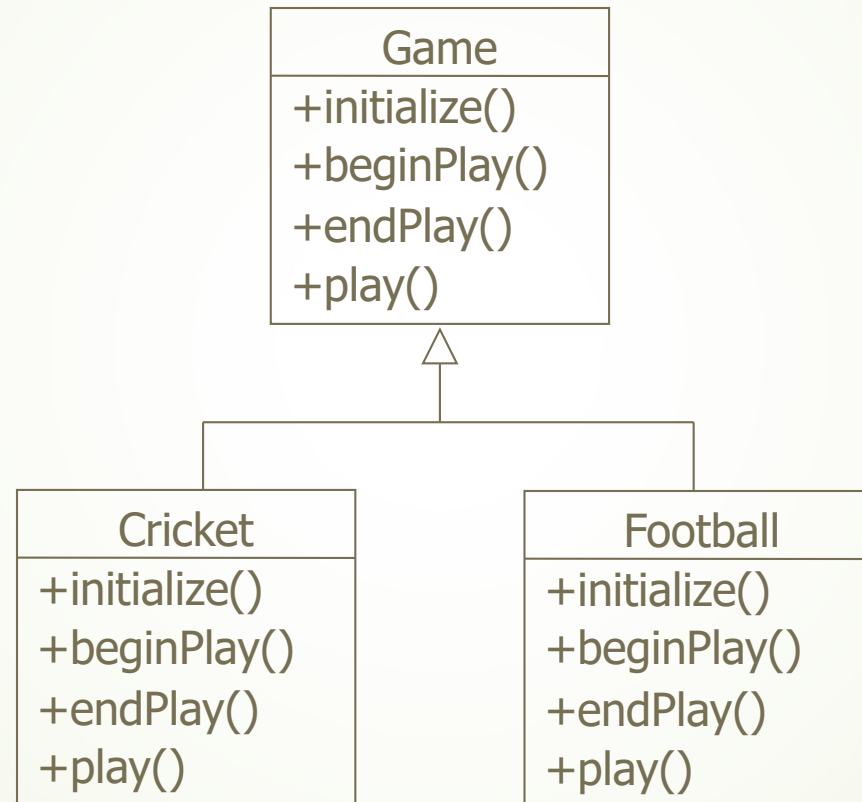 Game
+initialize()
+beginPlay()
+endPlay()
+play()
Cricket
+initialize()
+beginPlay()
+endPlay()
+play()
Football
+initialize()
+beginPlay()
+endPlay()
+play()